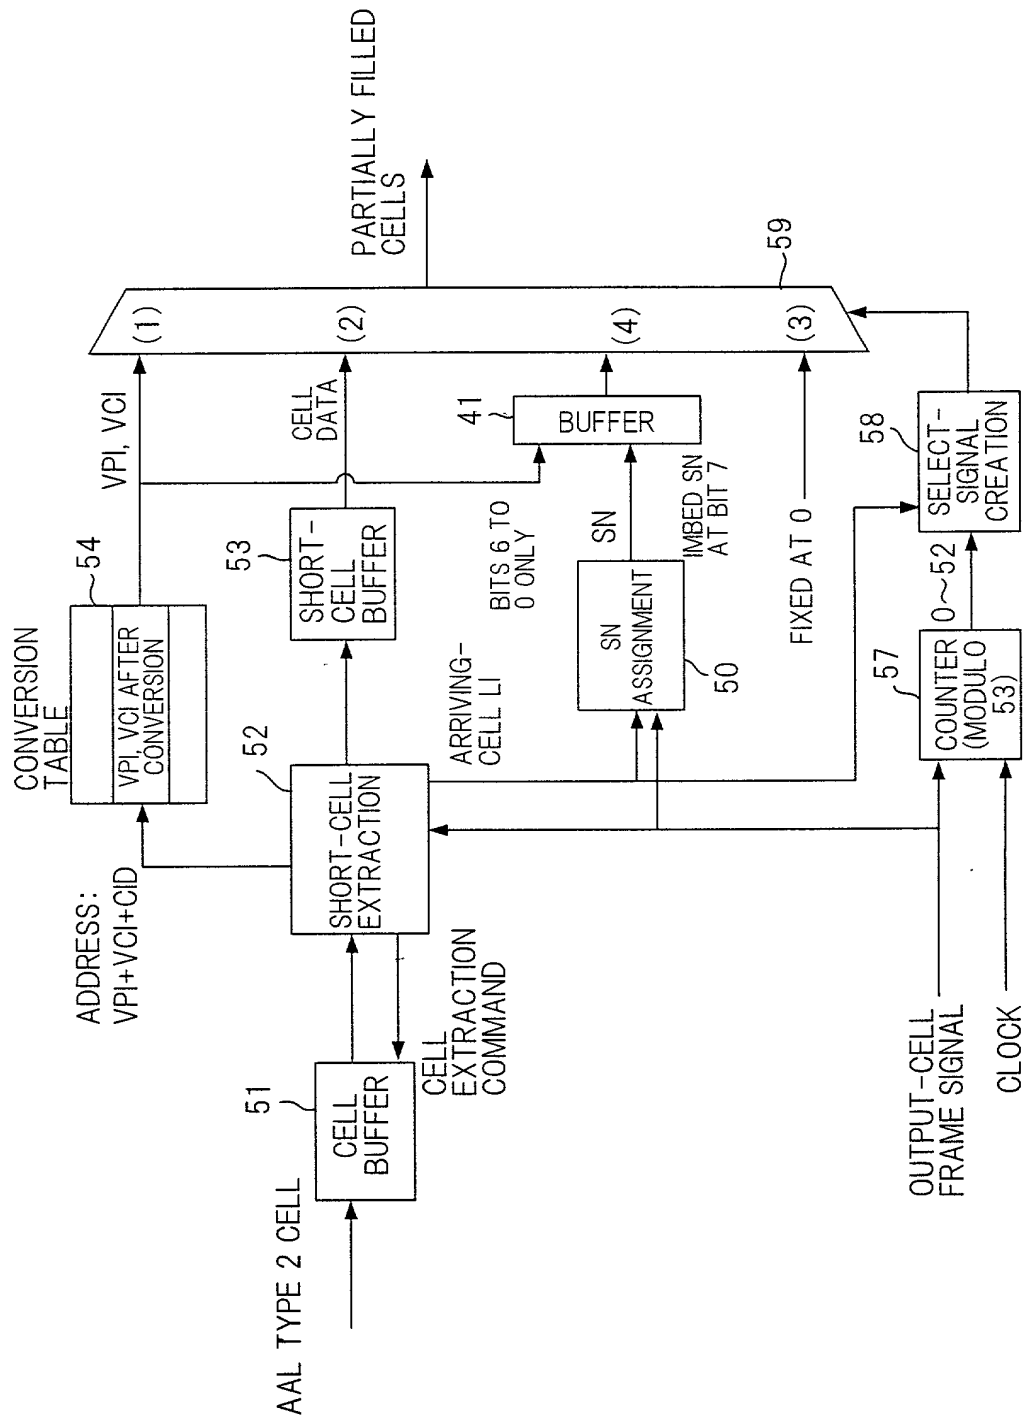 AAL TYPE 2 CELL
51
CELL
BUFFER
CELL
EXTRACTION
COMMAND
ADDRESS:
VPI+VCI+CID
52
SHORT-CELL
EXTRACTION
CONVERSION
TABLE
54
VPI, VCI AFTER
CONVERSION
VPI, VCI
53
SHORT-
CELL
BUFFER
CELL
DATA
ARRIVING-
CELL LI
BITS 6 TO
0 ONLY
SN
ASSIGNMENT
50
SN
IMBED SN
AT BIT 7
41
BUFFER
FIXED AT 0
OUTPUT-CELL
FRAME SIGNAL
CLOCK
57
COUNTER
(MODULO
53)
0~52
58
SELECT-
SIGNAL
CREATION
(1)
(2)
(4)
(3)
59
PARTIALLY FILLED
CELLS